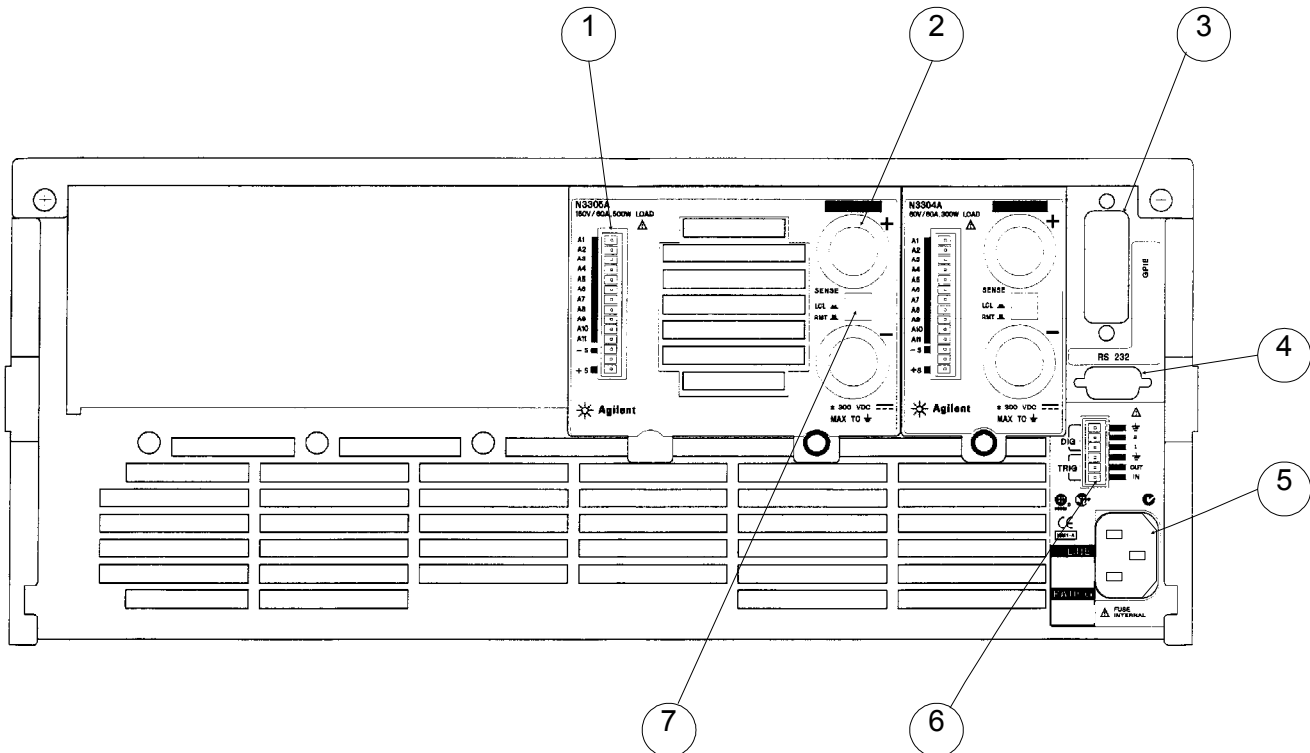 1
2
3
N3305A
150V/60A, 500W LOAD
+
A1
A2
A3
A4
A5
A6
A7
A8
A9
A10
A11
- S
+ S
SENSE
LCL
RMT
-
Agilent
± 300 VDC
MAX TO
N3304A
60V/60A, 300W LOAD
+
A1
A2
A3
A4
A5
A6
A7
A8
A9
A10
A11
- S
+S
SENSE
LCL
RMT
-
Agilent
± 300 VDC
MAX TO
GPIB
RS 232
4
DIG
TRIG
2
1
OUT
IN
5
CE
LINE
FUSE
INTERNAL
7
6